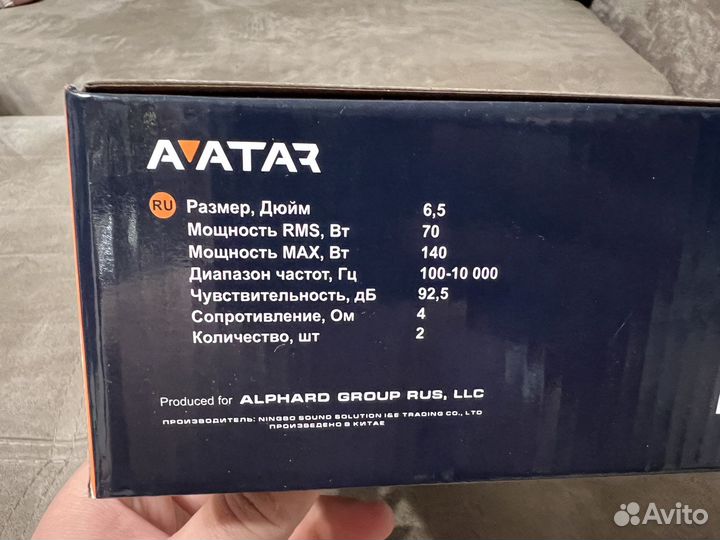 AVATAR
RU
Размер, Дюйм 6,5
Мощность RMS, Вт 70
Мощность MAX, Вт 140
Диапазон частот, Гц 100-10 000
Чувствительность, дБ 92,5
Сопротивление, Ом 4
Количество, шт 2
Produced for ALPHARD GROUP RUS, LLC
ПРОИЗВОДИТЕЛЬ: NINGBO SOUND SOLUTION I&E TRADING CO., LTD
ПРОИЗВЕДЕНО В КИТАЕ
Avito